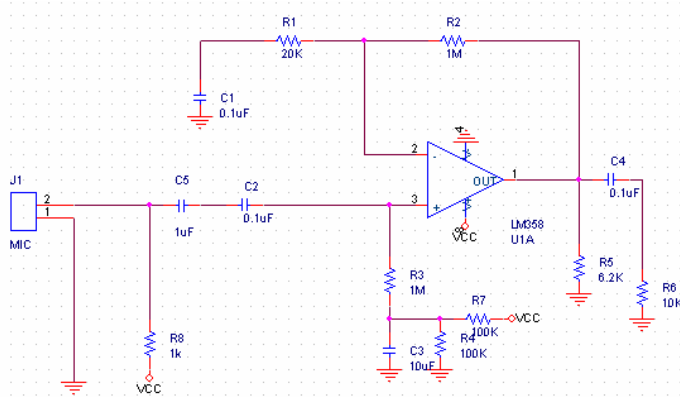 R1
20K
R2
1M
C1
0.1uF
4
2
-
OUT
1
C4
0.1uF
J1
2
1
MIC
C5
1uF
C2
0.1uF
3
+
8
VCC
LM358
U1A
R3
1M
R5
6.2K
R6
10K
R7
100K
VCC
R8
1k
VCC
C3
10uF
R4
100K